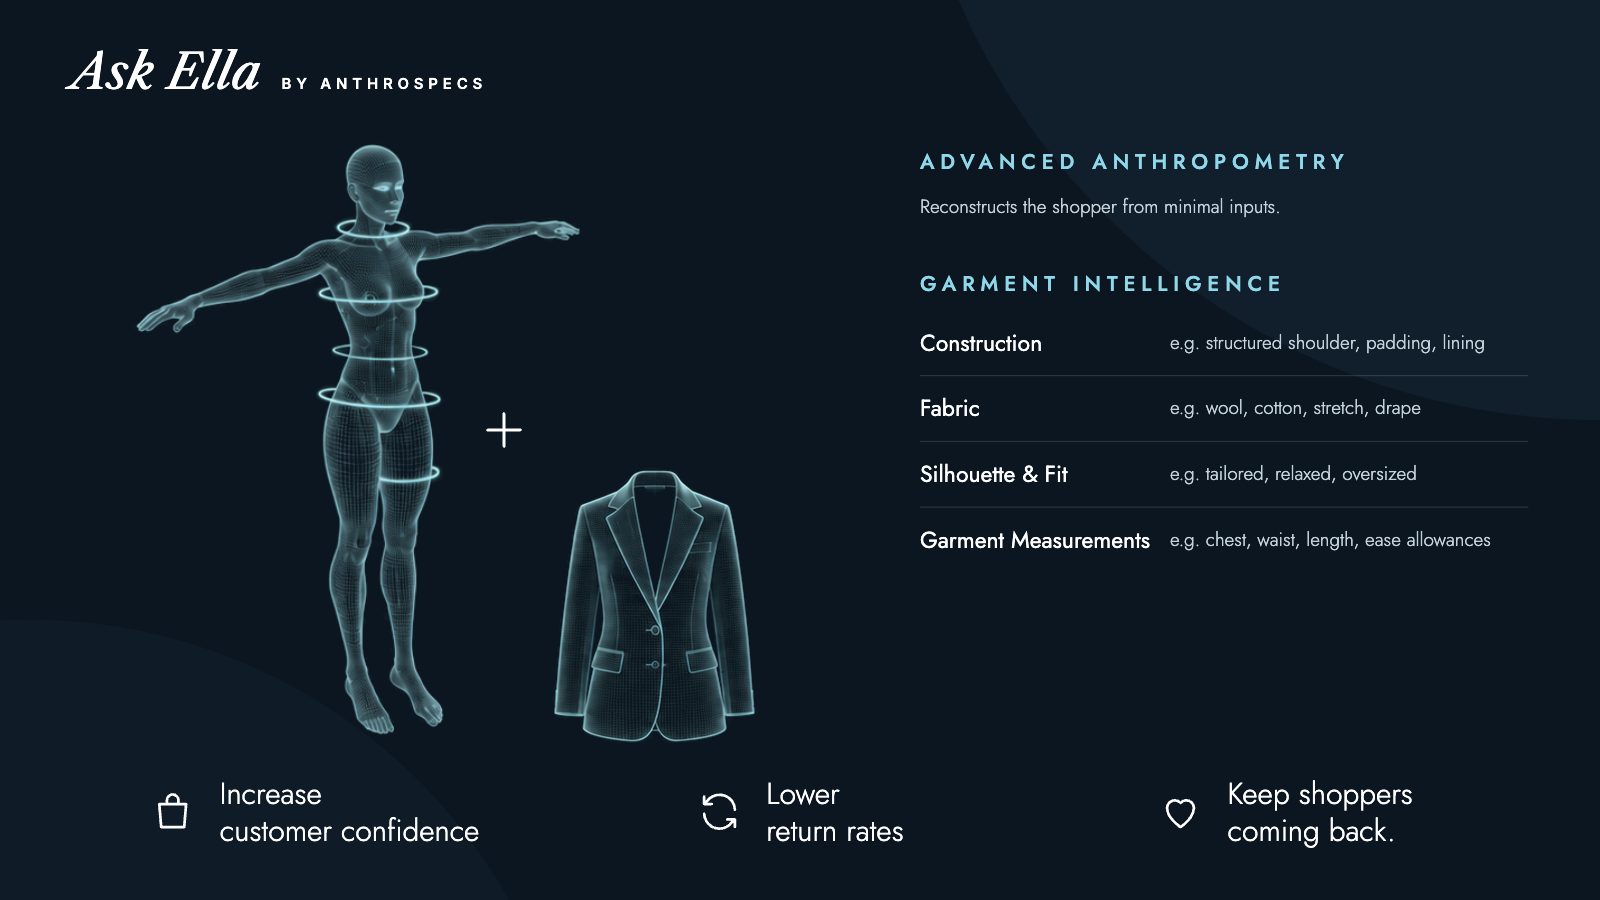 Ask Ella BY ANTHROSPECS
ADVANCED ANTHROPOMETRY
Reconstructs the shopper from minimal inputs.
GARMENT INTELLIGENCE
Construction e.g. structured shoulder, padding, lining
Fabric e.g. wool, cotton, stretch, drape
Silhouette & Fit e.g. tailored, relaxed, oversized
Garment Measurements e.g. chest, waist, length, ease allowances
Increase
customer confidence
Lower
return rates
Keep shoppers
coming back.